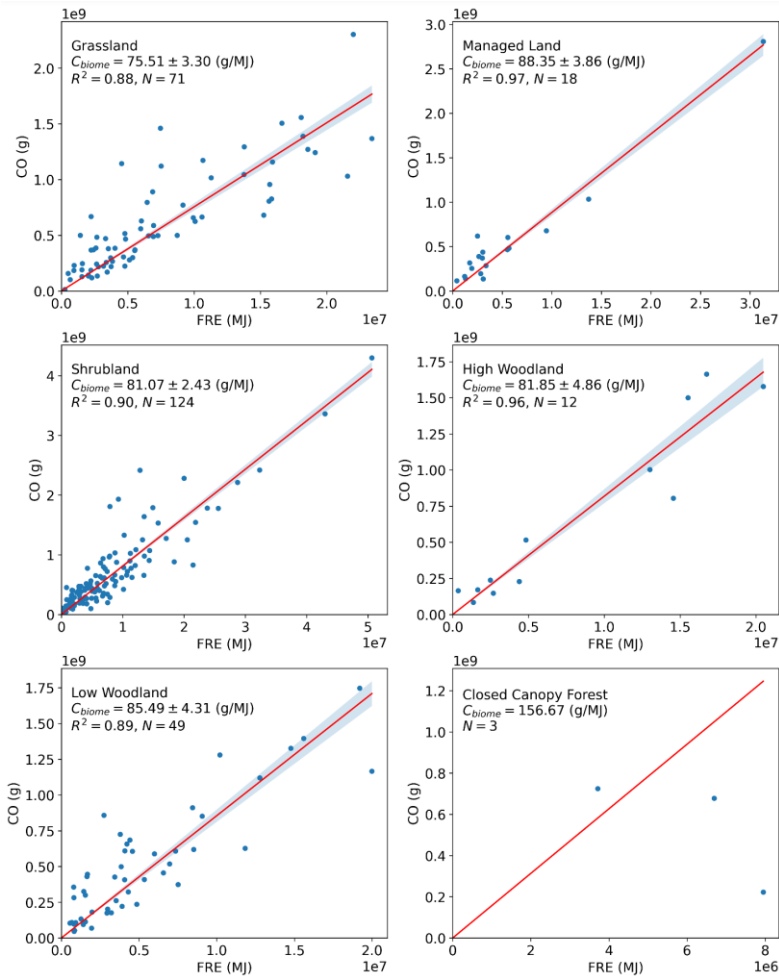 1e9
Grassland
C_biome = 75.51 ± 3.30 (g/MJ)
R² = 0.88, N = 71
CO (g)
2.0
1.5
1.0
0.5
0.0
0.0 0.5 1.0 1.5 2.0
FRE (MJ)
1e7
1e9
3.0
Managed Land
C_biome = 88.35 ± 3.86 (g/MJ)
R² = 0.97, N = 18
CO (g)
2.5
2.0
1.5
1.0
0.5
0.0
0.0 0.5 1.0 1.5 2.0 2.5 3.0
FRE (MJ)
1e7
1e9
Shrubland
C_biome = 81.07 ± 2.43 (g/MJ)
R² = 0.90, N = 124
CO (g)
4
3
2
1
0
0 1 2 3 4 5
FRE (MJ)
1e7
1e9
1.75
High Woodland
C_biome = 81.85 ± 4.86 (g/MJ)
R² = 0.96, N = 12
CO (g)
1.50
1.25
1.00
0.75
0.50
0.25
0.00
0.0 0.5 1.0 1.5 2.0
FRE (MJ)
1e7
1e9
1.75
Low Woodland
C_biome = 85.49 ± 4.31 (g/MJ)
R² = 0.89, N = 49
CO (g)
1.50
1.25
1.00
0.75
0.50
0.25
0.00
0.0 0.5 1.0 1.5 2.0
FRE (MJ)
1e7
1e9
Closed Canopy Forest
C_biome = 156.67 (g/MJ)
N = 3
CO (g)
1.2
1.0
0.8
0.6
0.4
0.2
0.0
0 2 4 6 8
FRE (MJ)
1e6